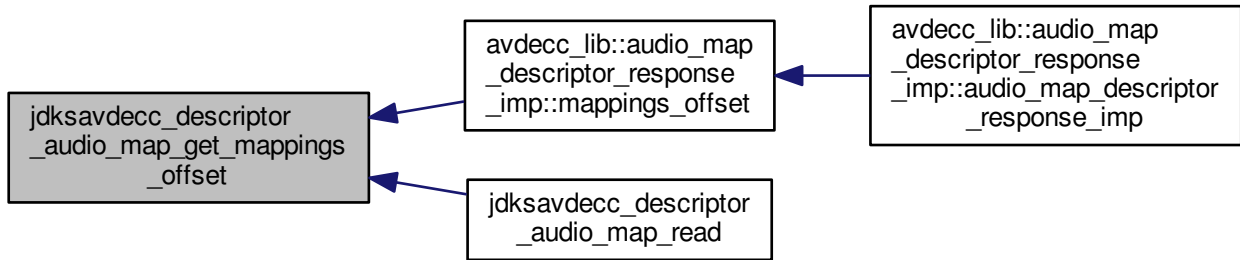 jdksavdecc_descriptor
_audio_map_get_mappings
_offset
avdecc_lib::audio_map
_descriptor_response
_imp::mappings_offset
avdecc_lib::audio_map
_descriptor_response
_imp::audio_map_descriptor
_response_imp
jdksavdecc_descriptor
_audio_map_read